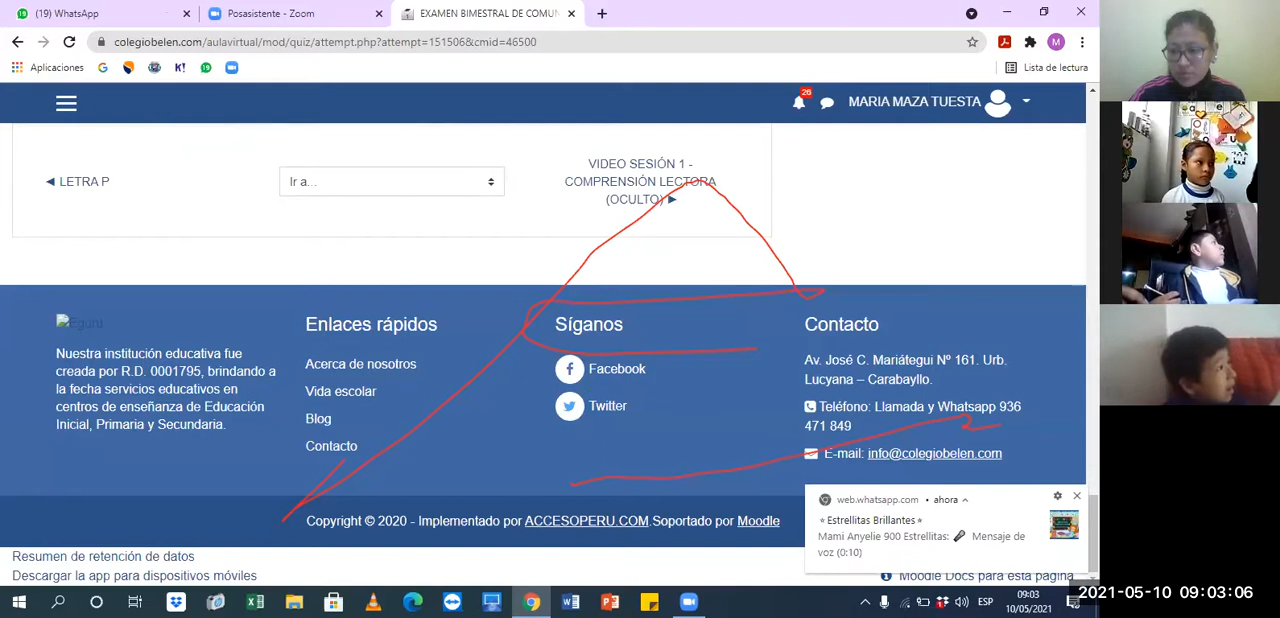 (19) WhatsApp
Posasistente - Zoom
EXAMEN BIMESTRAL DE COMUN
colegiobelen.com/aulavirtual/mod/quiz/attempt.php?attempt=151506&cmid=46500
Aplicaciones
Lista de lectura
26
MARIA MAZA TUESTA
◄ LETRA P
Ir a...
VIDEO SESIÓN 1 -
COMPRENSIÓN LECTORA
(OCULTO) ►
Eguru
Nuestra institución educativa fue
creada por R.D. 0001795, brindando a
la fecha servicios educativos en
centros de enseñanza de Educación
Inicial, Primaria y Secundaria.
Enlaces rápidos
Acerca de nosotros
Vida escolar
Blog
Contacto
Síganos
Facebook
Twitter
Contacto
Av. José C. Mariátegui Nº 161. Urb.
Lucyana – Carabayllo.
Teléfono: Llamada y Whatsapp 936
471 849
E-mail: info@colegiobelen.com
Copyright © 2020 - Implementado por ACCESOPERU.COM.Soportado por Moodle
web.whatsapp.com • ahora
⭐Estrellitas Brillantes⭐
Mami Anyelie 900 Estrellitas: 🎤 Mensaje de
voz (0:10)
Resumen de retención de datos
Descargar la app para dispositivos móviles
Moodle Docs para esta página
ESP
09:03
10/05/2021
2021-05-10 09:03:06